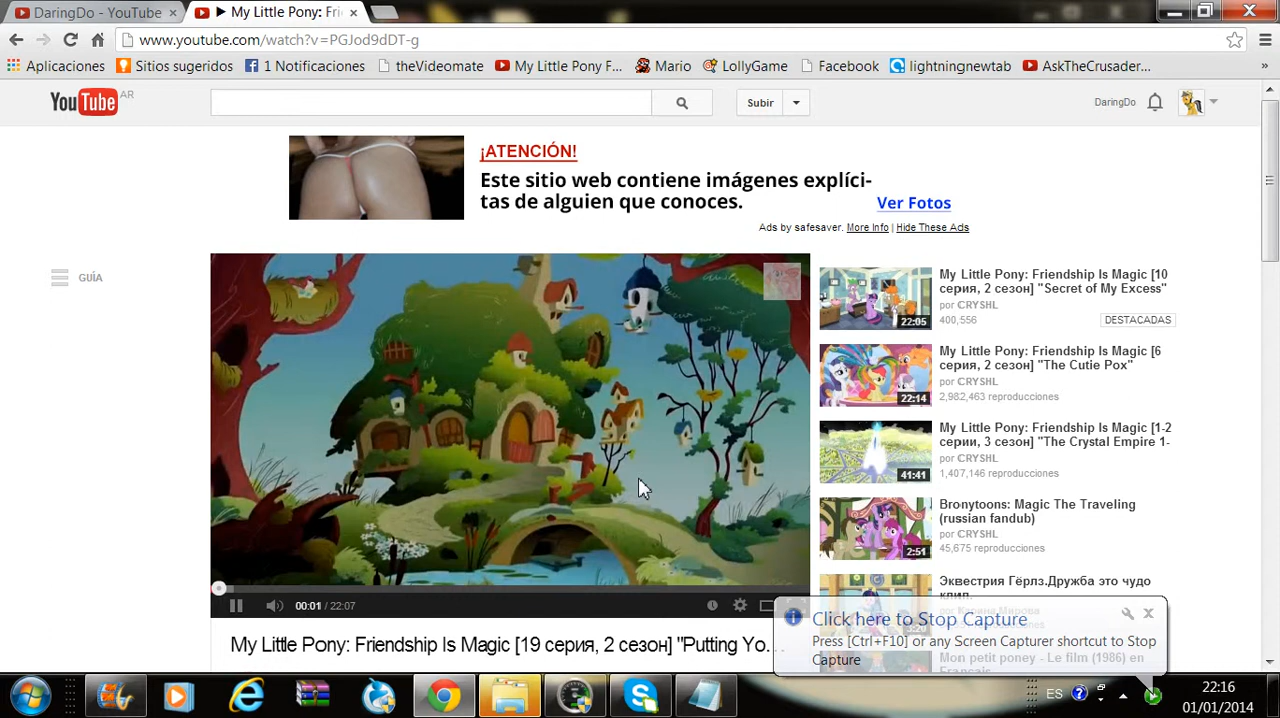 DaringDo - YouTube
My Little Pony: Fri
www.youtube.com/watch?v=PGJod9dDT-g
Aplicaciones Sitios sugeridos 1 Notificaciones theVideomate My Little Pony F... Mario LollyGame Facebook lightningnewtab AskTheCrusader... »
YouTube AR
Subir
DaringDo
¡ATENCIÓN!
Este sitio web contiene imágenes explíci-
tas de alguien que conoces.
Ver Fotos
Ads by safesaver. More Info | Hide These Ads
GUÍA
My Little Pony: Friendship Is Magic [10
серия, 2 сезон] "Secret of My Excess"
por CRYSHL
400,556
DESTACADAS
22:05
My Little Pony: Friendship Is Magic [6
серия, 2 сезон] "The Cutie Pox"
por CRYSHL
2,982,463 reproducciones
22:14
My Little Pony: Friendship Is Magic [1-2
серии, 3 сезон] "The Crystal Empire 1-
por CRYSHL
1,407,146 reproducciones
41:41
Bronytoons: Magic The Traveling
(russian fandub)
por CRYSHL
45,675 reproducciones
2:51
Эквестрия Гёрлз.Дружба это чудо
клип.
Mon petit poney - Le film (1986) en
Français
00:01 / 22:07
My Little Pony: Friendship Is Magic [19 серия, 2 сезон] "Putting Yo...
Click here to Stop Capture
Press [Ctrl+F10] or any Screen Capturer shortcut to Stop
Capture
ES
22:16
01/01/2014